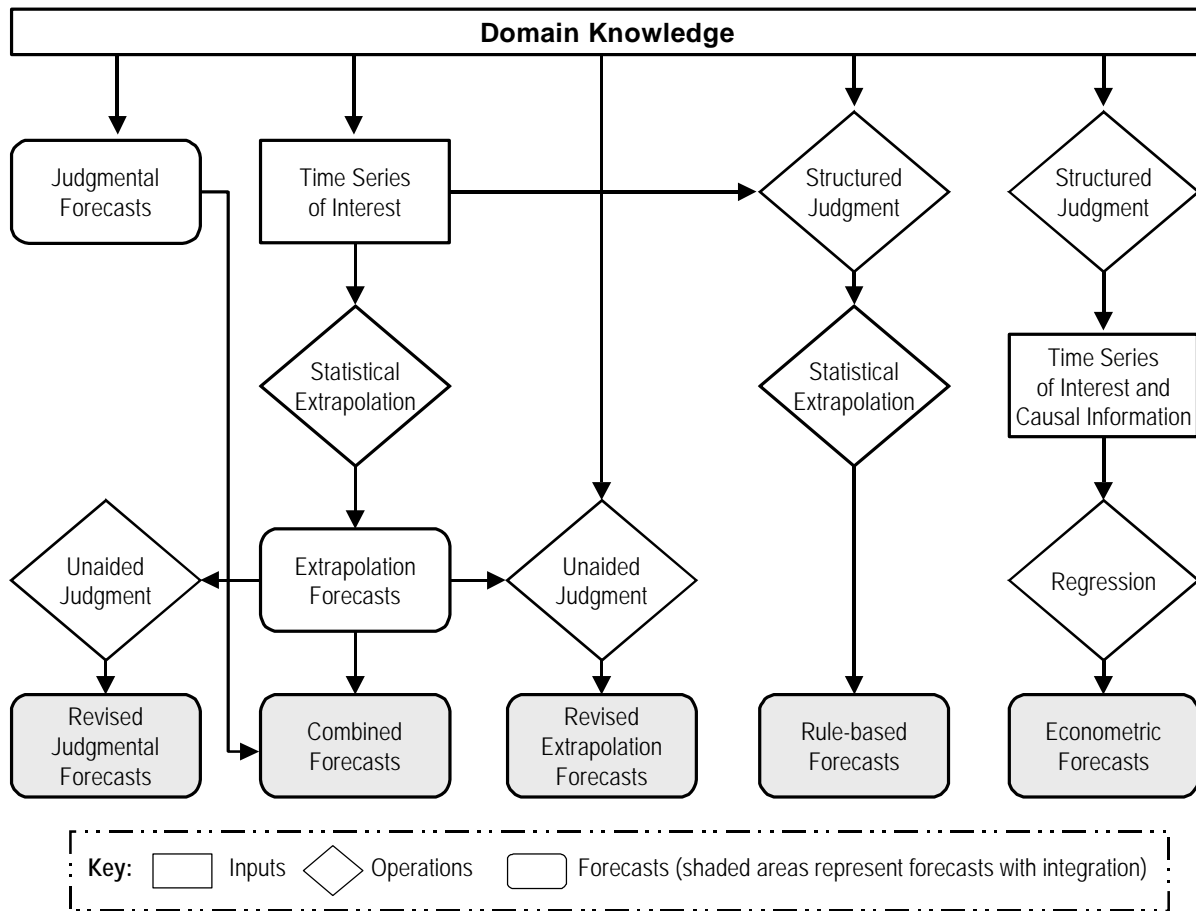 Domain Knowledge
Judgmental
Forecasts
Time Series
of Interest
Structured
Judgment
Structured
Judgment
Statistical
Extrapolation
Statistical
Extrapolation
Time Series
of Interest and
Causal Information
Unaided
Judgment
Extrapolation
Forecasts
Unaided
Judgment
Regression
Revised
Judgmental
Forecasts
Combined
Forecasts
Revised
Extrapolation
Forecasts
Rule-based
Forecasts
Econometric
Forecasts
Key: Inputs Operations Forecasts (shaded areas represent forecasts with integration)